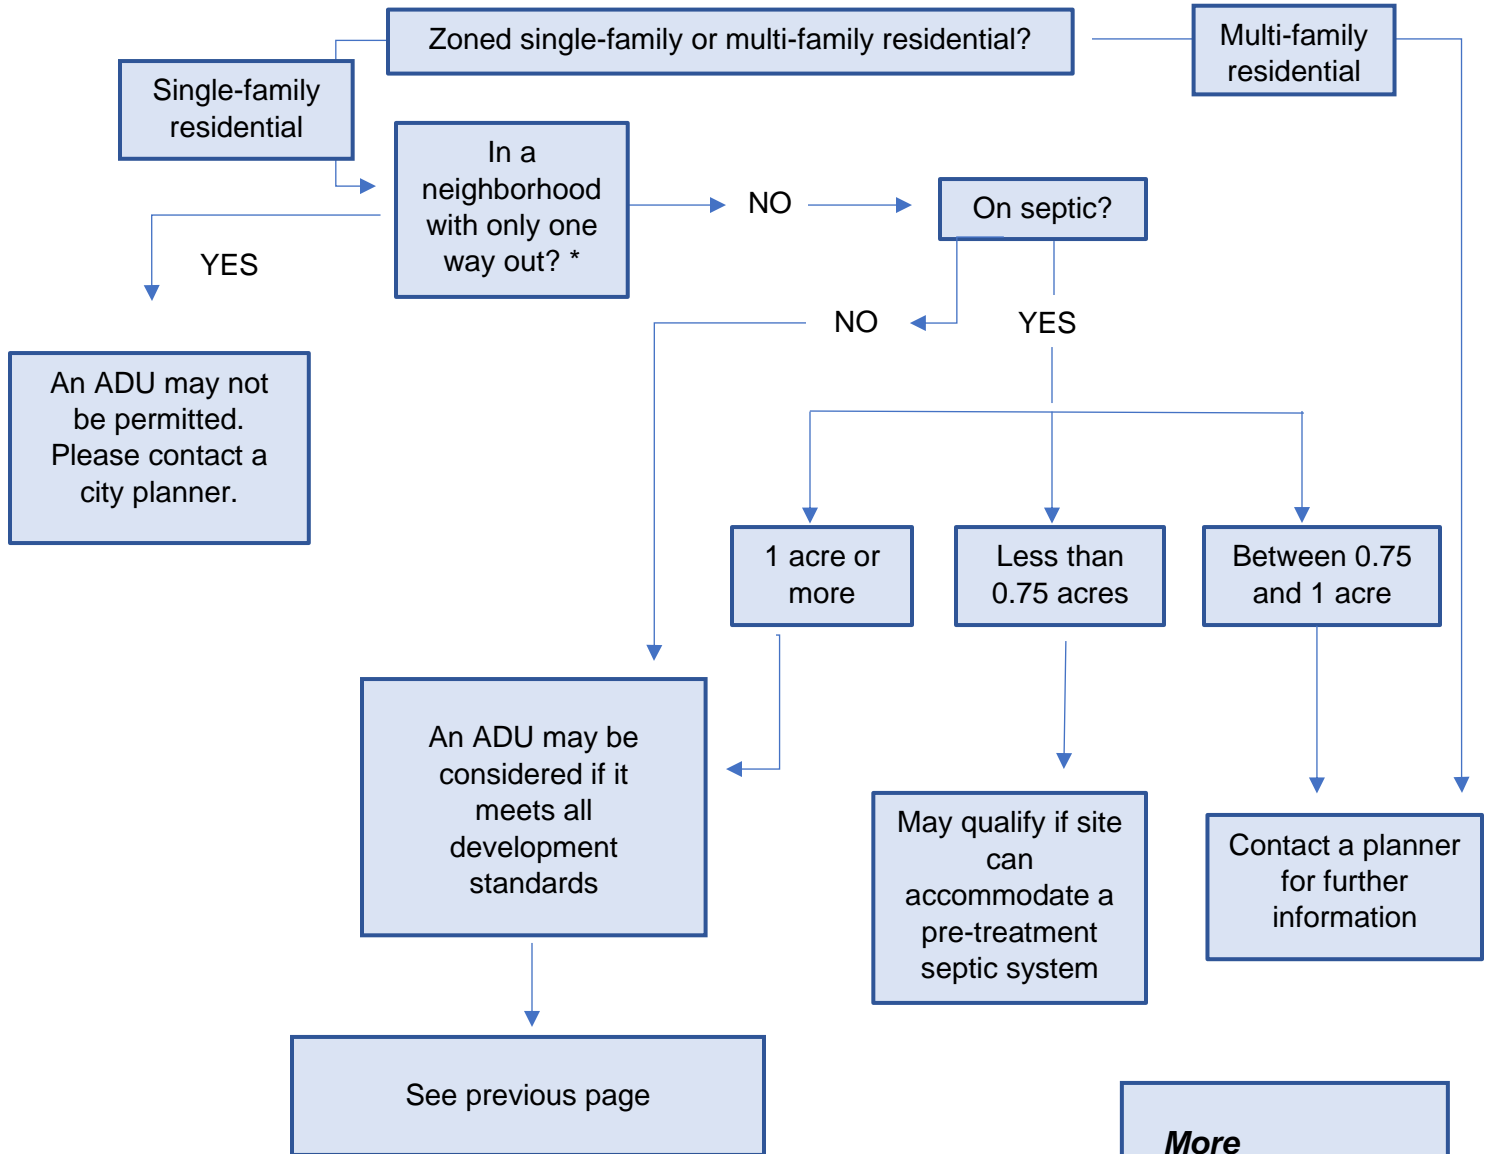 Zoned single-family or multi-family residential?
Multi-family
residential
Single-family
residential
In a
neighborhood
with only one
way out? *
NO
On septic?
YES
NO
YES
An ADU may not
be permitted.
Please contact a
city planner.
1 acre or
more
Less than
0.75 acres
Between 0.75
and 1 acre
An ADU may be
considered if it
meets all
development
standards
May qualify if site
can
accommodate a
pre-treatment
septic system
Contact a planner
for further
information
See previous page
More